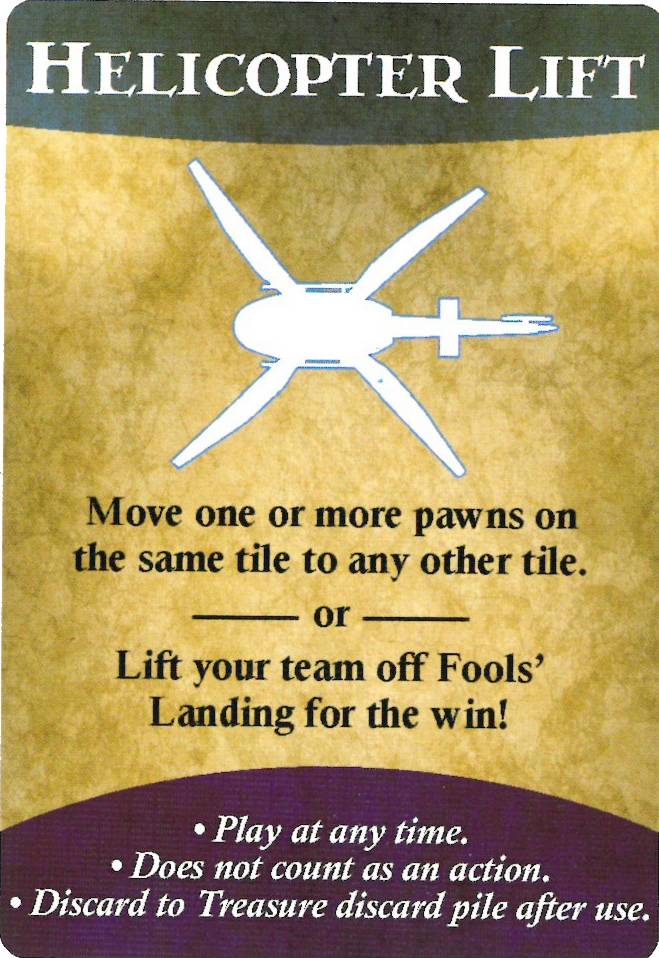 HELICOPTER LIFT
Move one or more pawns on
the same tile to any other tile.
or
Lift your team off Fools’
Landing for the win!
• Play at any time.
• Does not count as an action.
• Discard to Treasure discard pile after use.